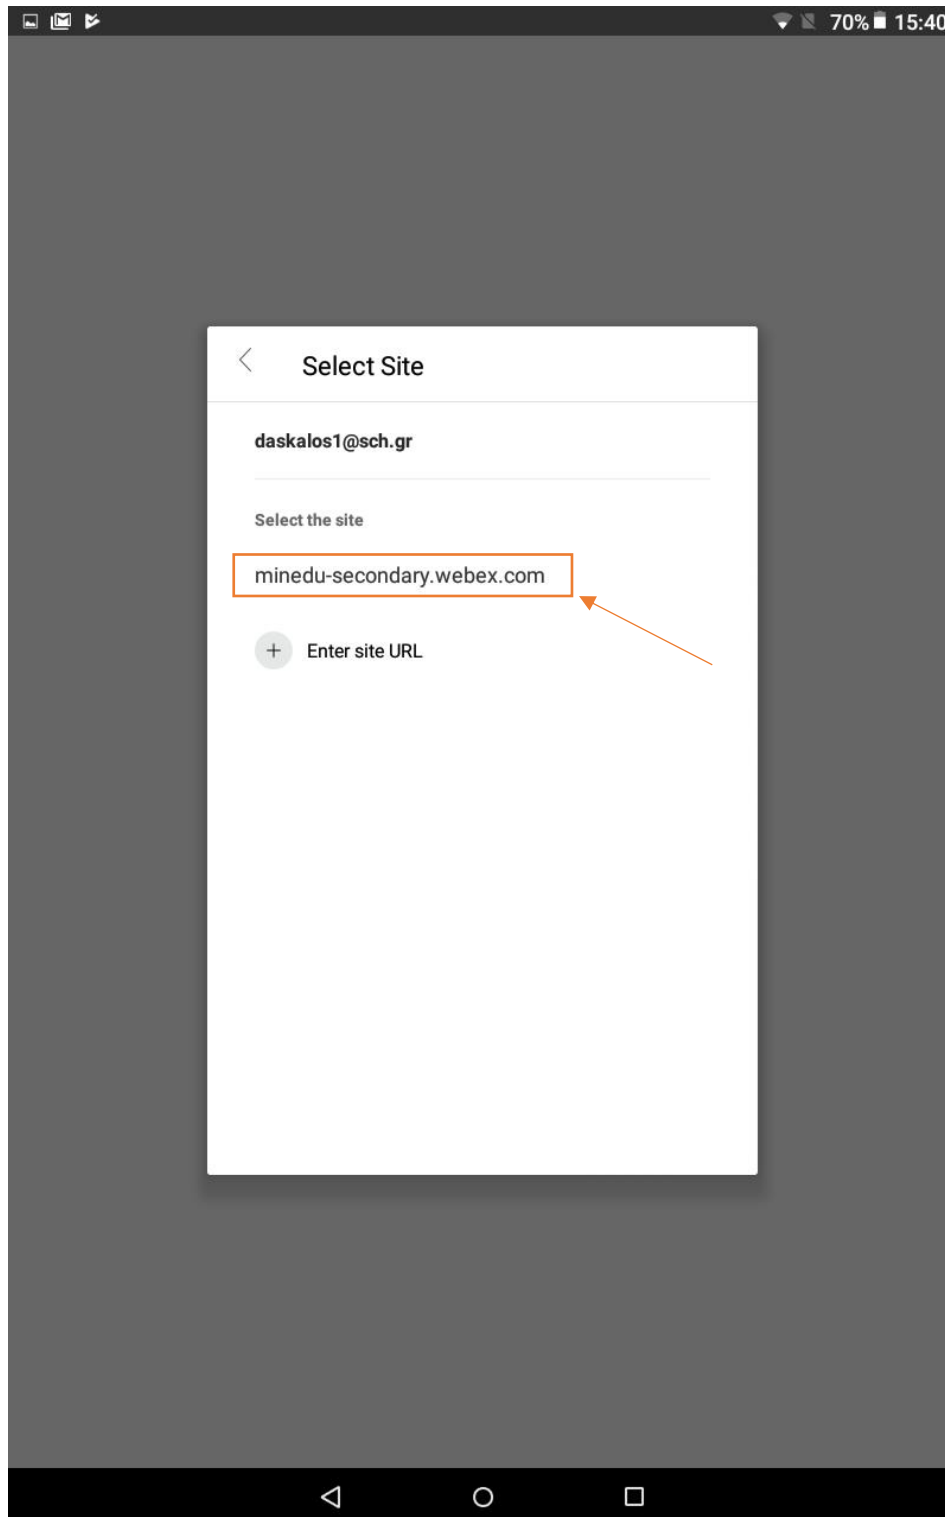 70% 15:40
Select Site
daskalos1@sch.gr
Select the site
minedu-secondary.webex.com
+ Enter site URL